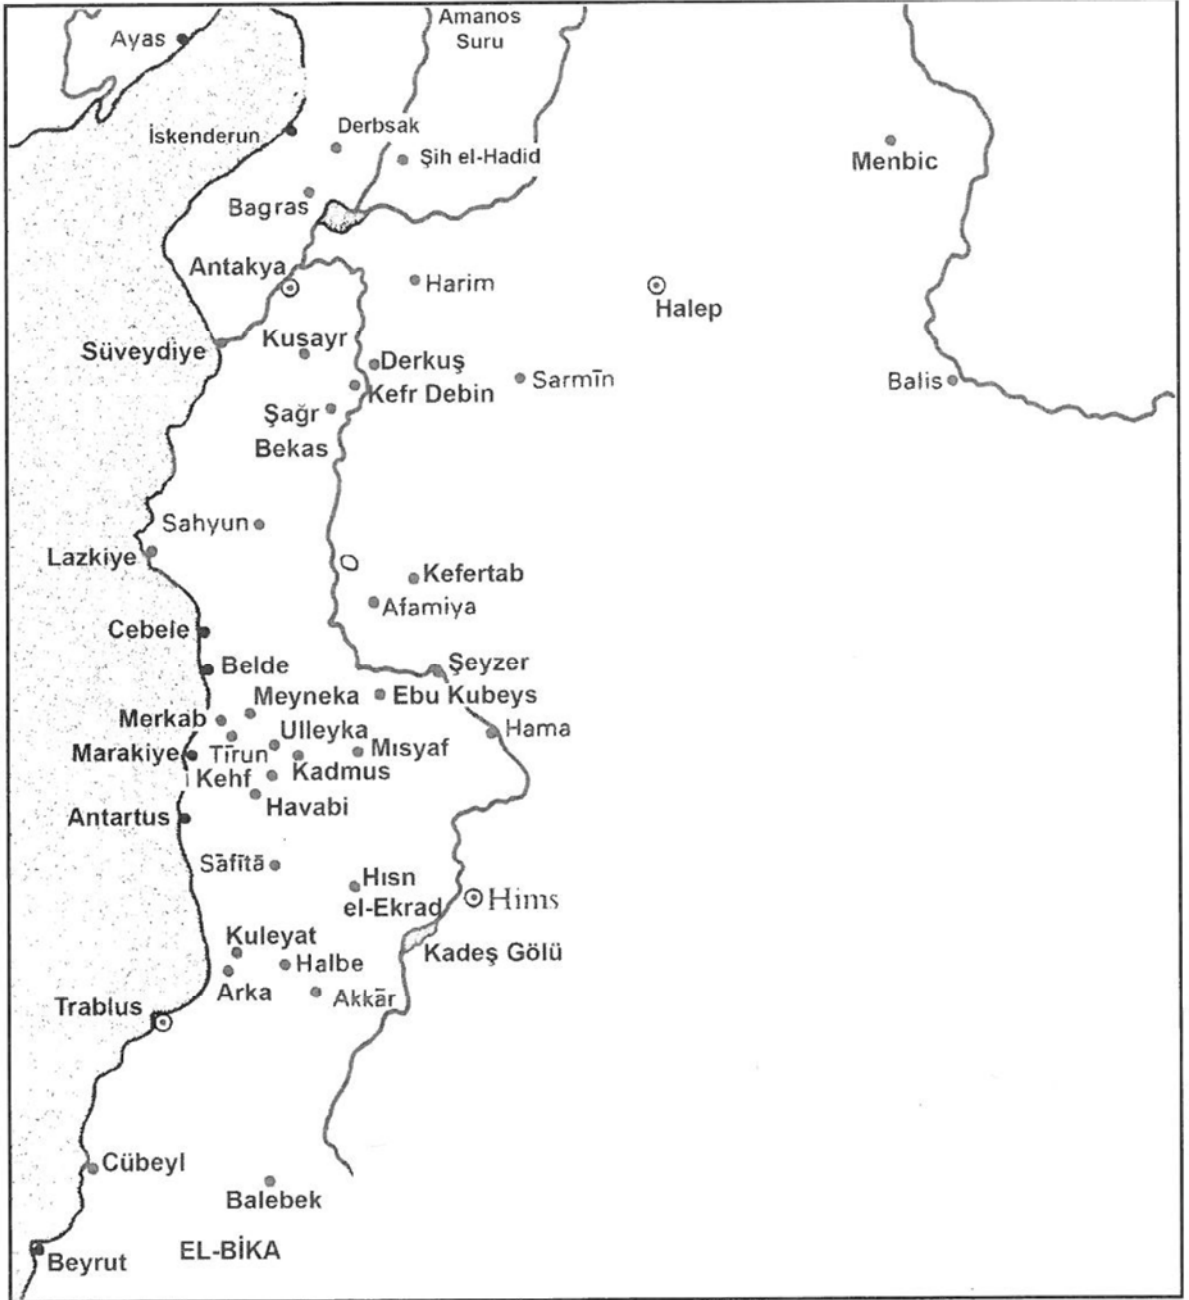 Amanos
Suru
Ayas
İskenderun
Derbsak
Şih el-Hadid
Menbic
Bagras
Antakya
Harim
Halep
Kuşayr
Süveydiye
Derkuş
Kefr Debin
Sarmīn
Balis
Şağr
Bekas
Sahyun
Lazkiye
Kefertab
Afamiya
Cebele
Belde
Şeyzer
Meyneka
Ebu Kubeys
Merkab
Ulleyka
Hama
Marakiye
Tīrun
Mısyaf
Kehf
Kadmus
Havabi
Antartus
Sāfītā
Hısn
el-Ekrad
Hims
Kuleyat
Kadeş Gölü
Halbe
Arka
Akkār
Trablus
Cübeyl
Balebek
EL-BİKA
Beyrut